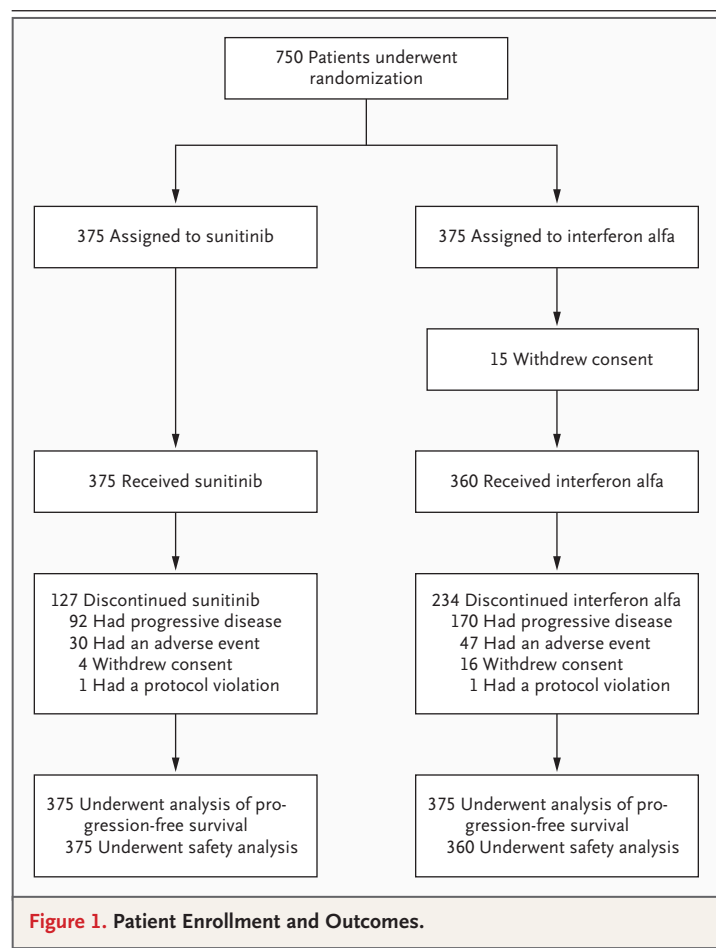 750 Patients underwent
randomization
375 Assigned to sunitinib
375 Assigned to interferon alfa
15 Withdrew consent
375 Received sunitinib
360 Received interferon alfa
127 Discontinued sunitinib
92 Had progressive disease
30 Had an adverse event
4 Withdrew consent
1 Had a protocol violation
234 Discontinued interferon alfa
170 Had progressive disease
47 Had an adverse event
16 Withdrew consent
1 Had a protocol violation
375 Underwent analysis of pro-
gression-free survival
375 Underwent safety analysis
375 Underwent analysis of pro-
gression-free survival
360 Underwent safety analysis
Figure 1. Patient Enrollment and Outcomes.